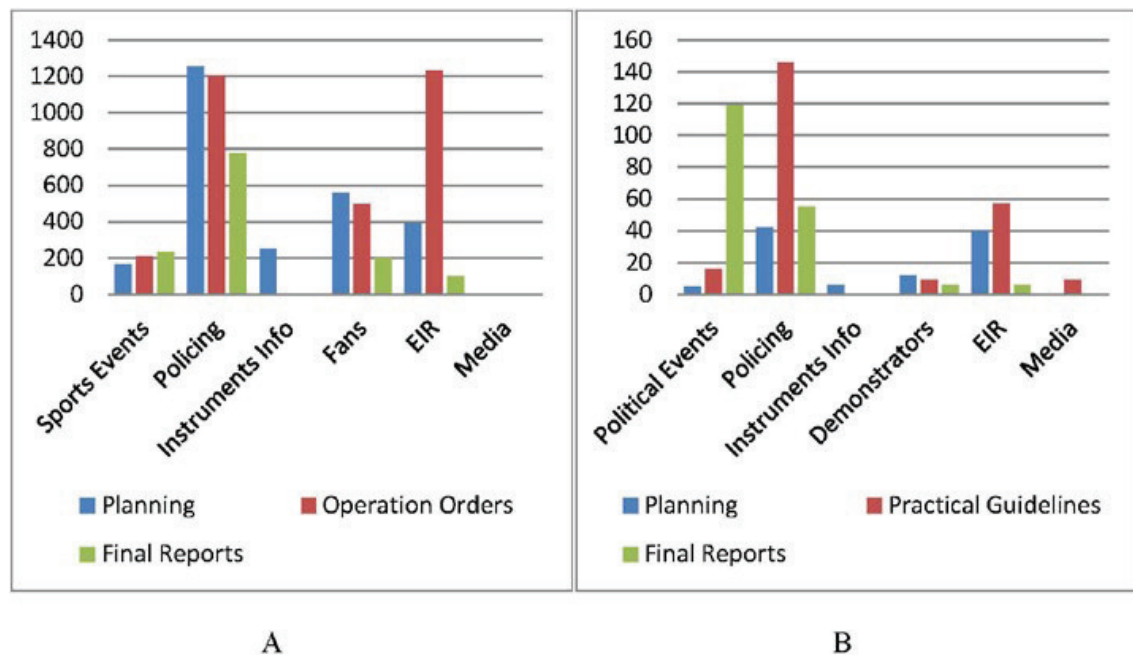 1400
1200
1000
800
600
400
200
0
Sports Events
Policing
Instruments Info
Fans
EIR
Media
Planning
Operation Orders
Final Reports
A
160
140
120
100
80
60
40
20
0
Political Events
Policing
Instruments Info
Demonstrators
EIR
Media
Planning
Practical Guidelines
Final Reports
B